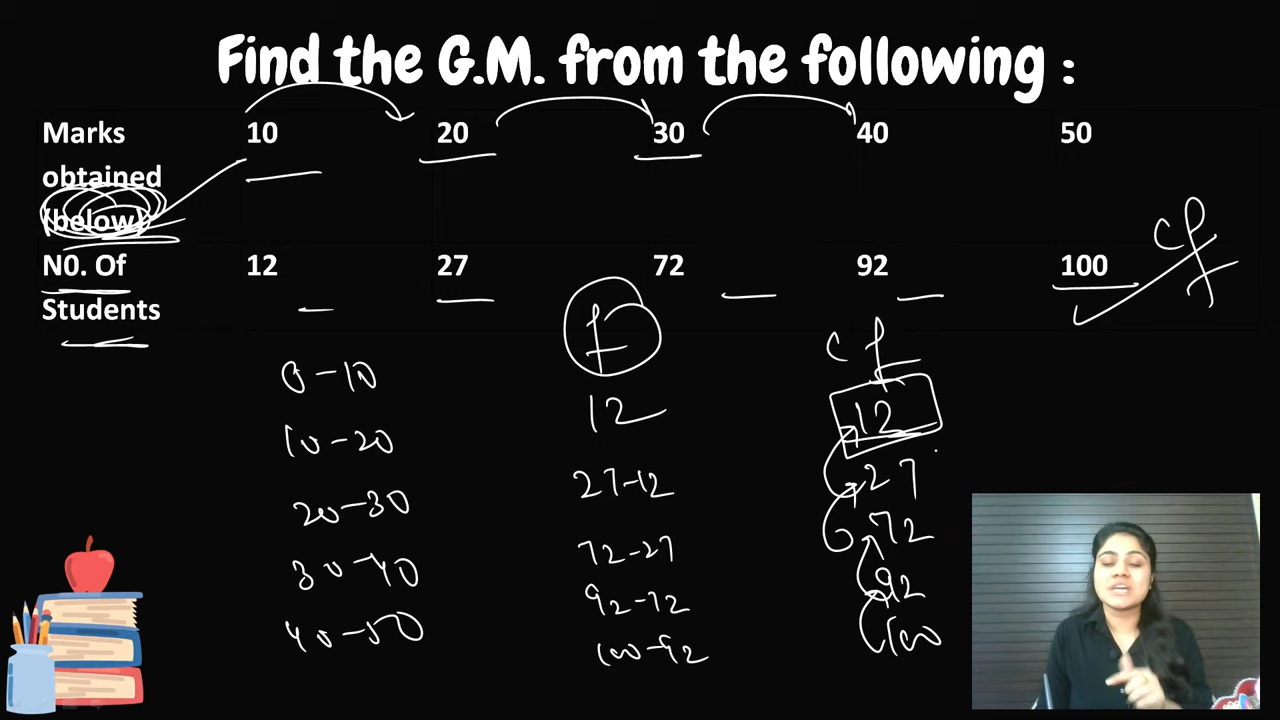 Find the G.M. from the following :
Marks obtained (below) 10 20 30 40 50
N0. Of Students 12 27 72 92 100
cf
f cf
0-10 12 12
10-20 27-12 27
20-30 72-27 72
30-40 92-72 92
40-50 100-92 100